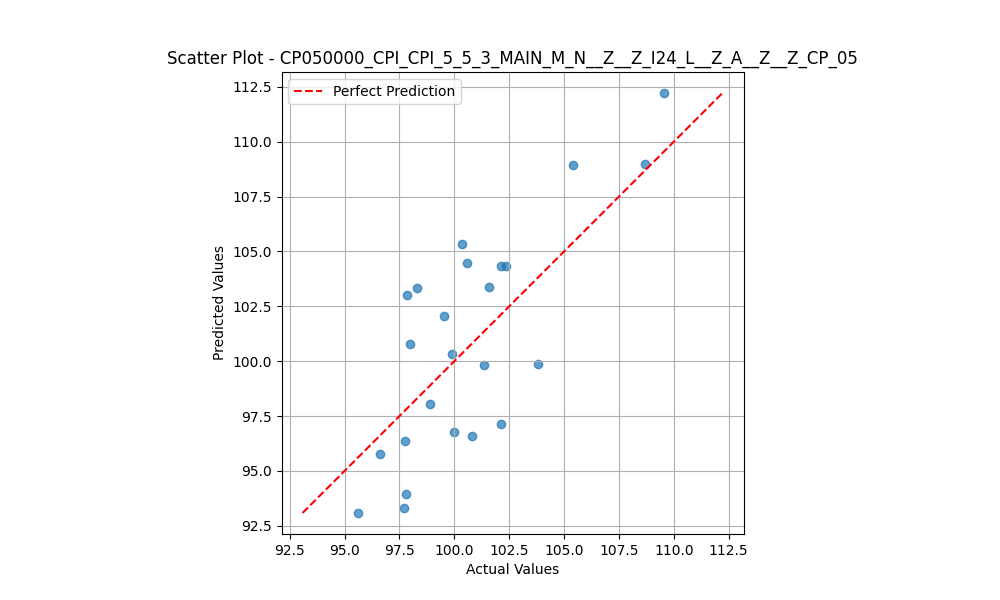 Scatter Plot - CP050000_CPI_CPI_5_5_3_MAIN_M_N__Z__Z_I24_L__Z_A__Z__Z_CP_05
Perfect Prediction
112.5
110.0
107.5
105.0
102.5
100.0
97.5
95.0
92.5
Predicted Values
92.5 95.0 97.5 100.0 102.5 105.0 107.5 110.0 112.5
Actual Values